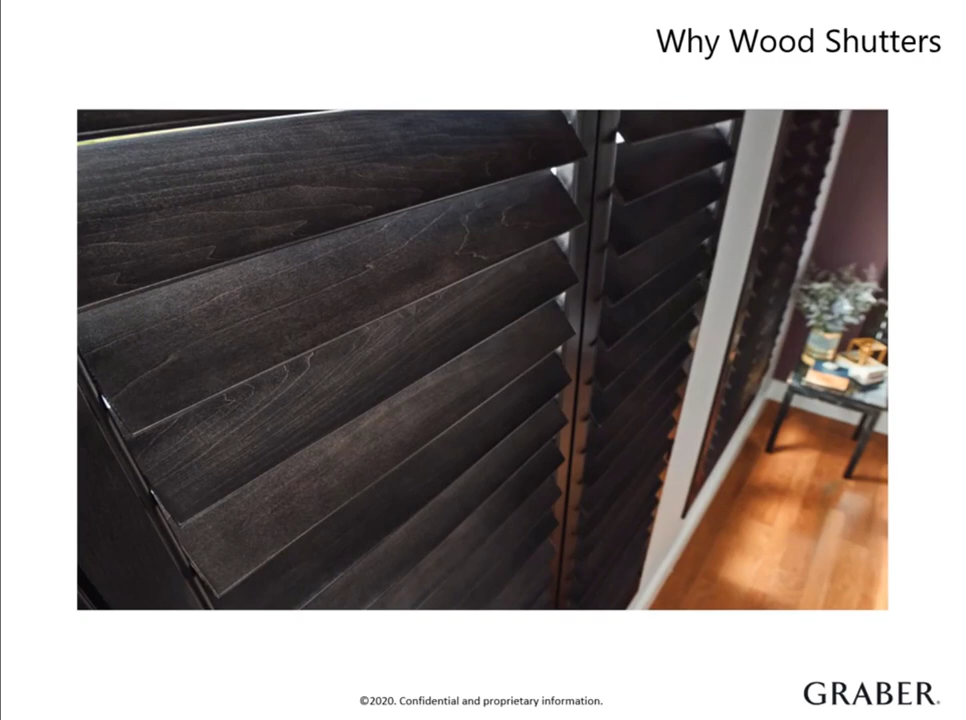 Why Wood Shutters
©2020. Confidential and proprietary information.
GRABER.